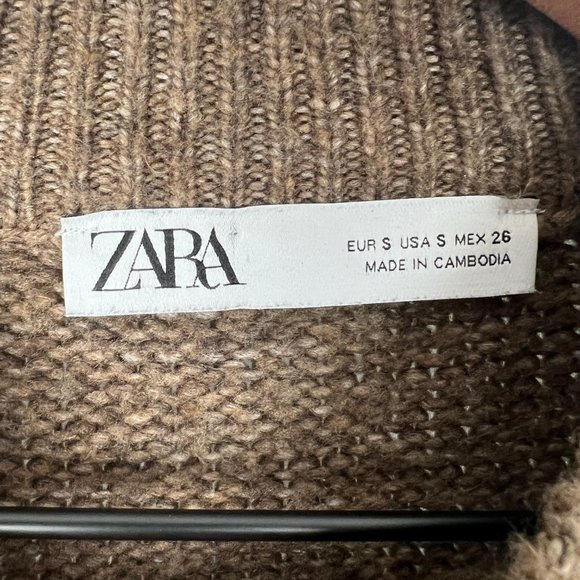 ZARA
EUR S USA S MEX 26
MADE IN CAMBODIA